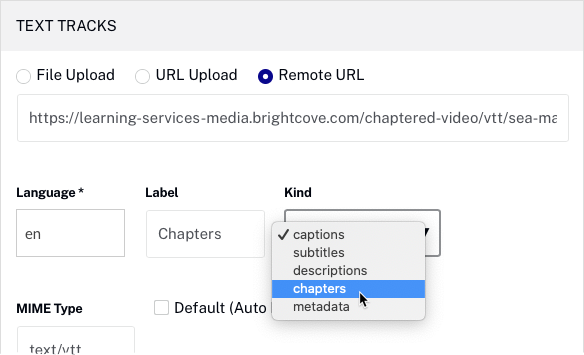 TEXT TRACKS
File Upload URL Upload Remote URL
https://learning-services-media.brightcove.com/chaptered-video/vtt/sea-ma
Language * Label Kind
en Chapters
✓ captions
subtitles
descriptions
chapters
metadata
MIME Type Default (Auto
text/vtt